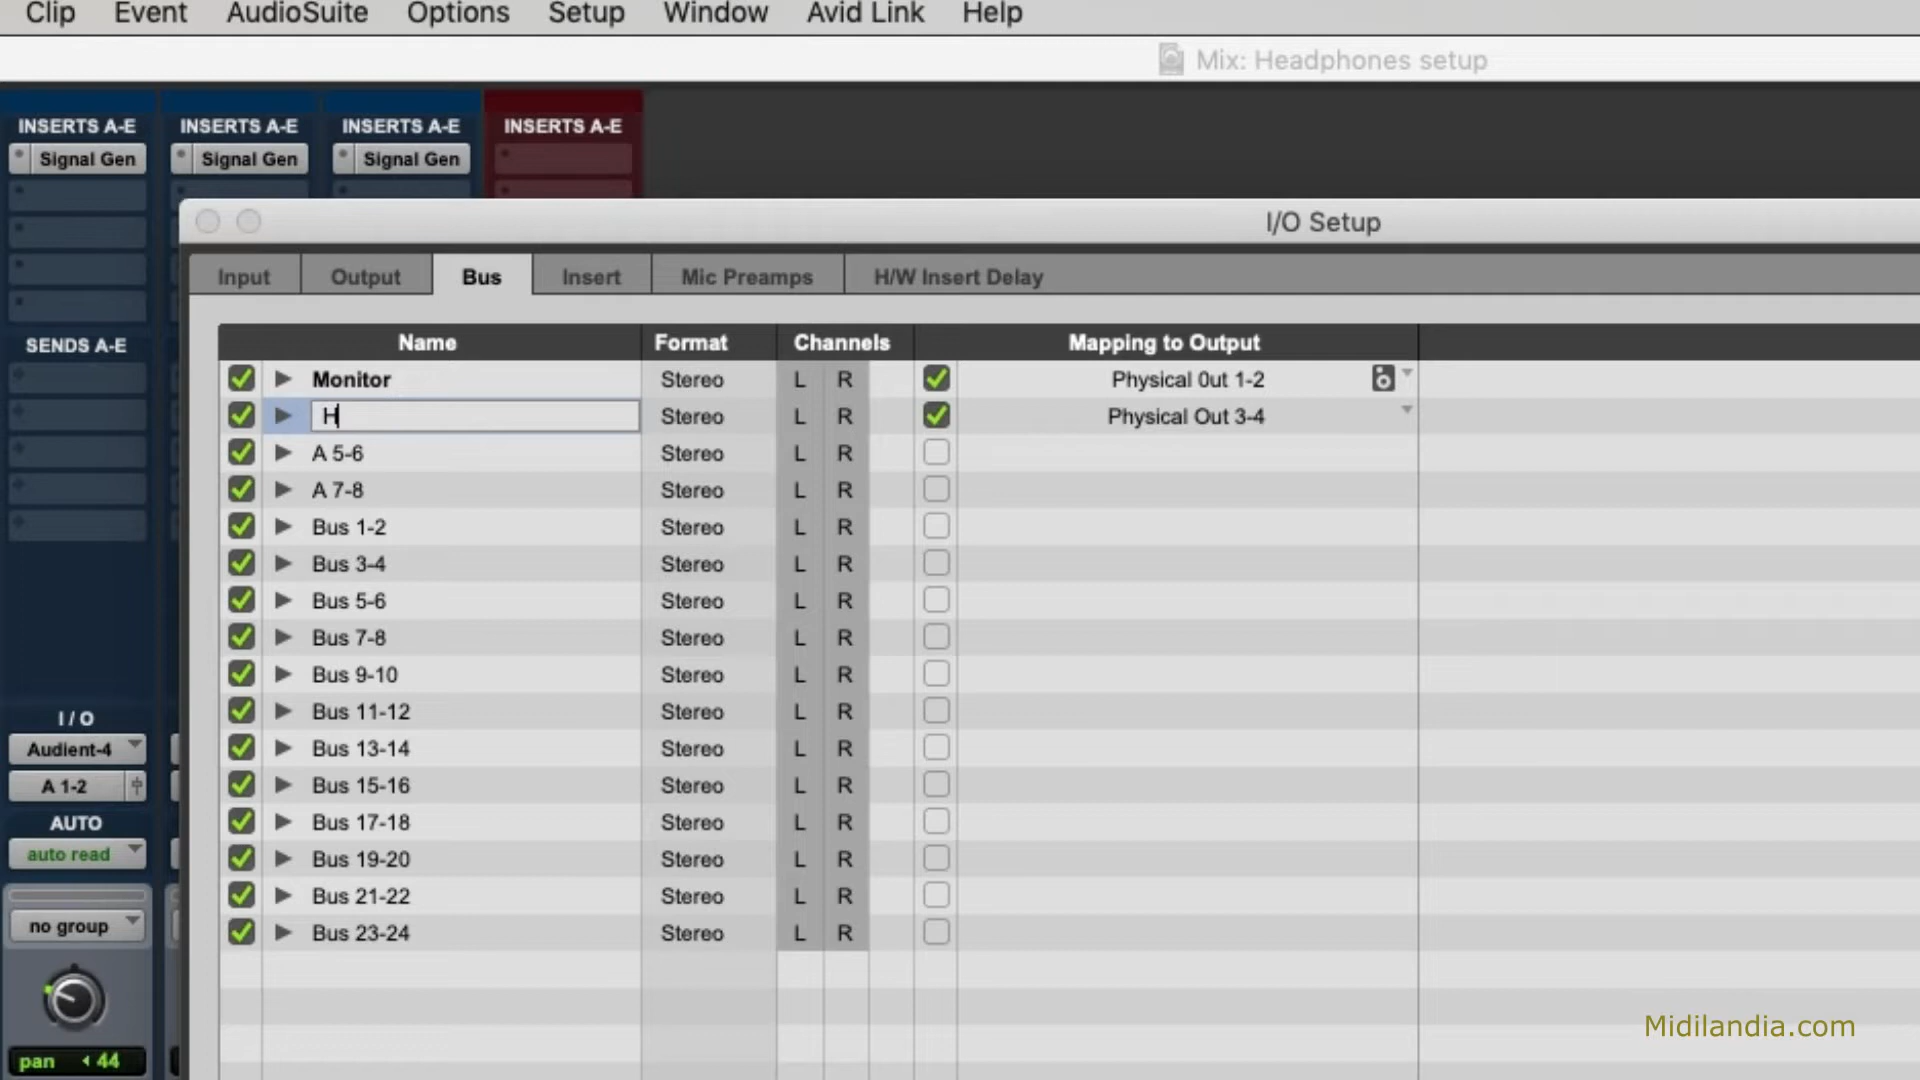 Clip Event AudioSuite Options Setup Window Avid Link Help
Mix: Headphones setup
INSERTS A-E INSERTS A-E INSERTS A-E INSERTS A-E
Signal Gen Signal Gen Signal Gen
I/O Setup
Input Output Bus Insert Mic Preamps H/W Insert Delay
SENDS A-E
Name Format Channels Mapping to Output
Monitor Stereo L R Physical 0ut 1-2
H Stereo L R Physical Out 3-4
A 5-6 Stereo L R
A 7-8 Stereo L R
Bus 1-2 Stereo L R
Bus 3-4 Stereo L R
Bus 5-6 Stereo L R
Bus 7-8 Stereo L R
Bus 9-10 Stereo L R
Bus 11-12 Stereo L R
Bus 13-14 Stereo L R
Bus 15-16 Stereo L R
Bus 17-18 Stereo L R
Bus 19-20 Stereo L R
Bus 21-22 Stereo L R
Bus 23-24 Stereo L R
I / O
Audient-4
A 1-2
AUTO
auto read
no group
pan 44
Midilandia.com